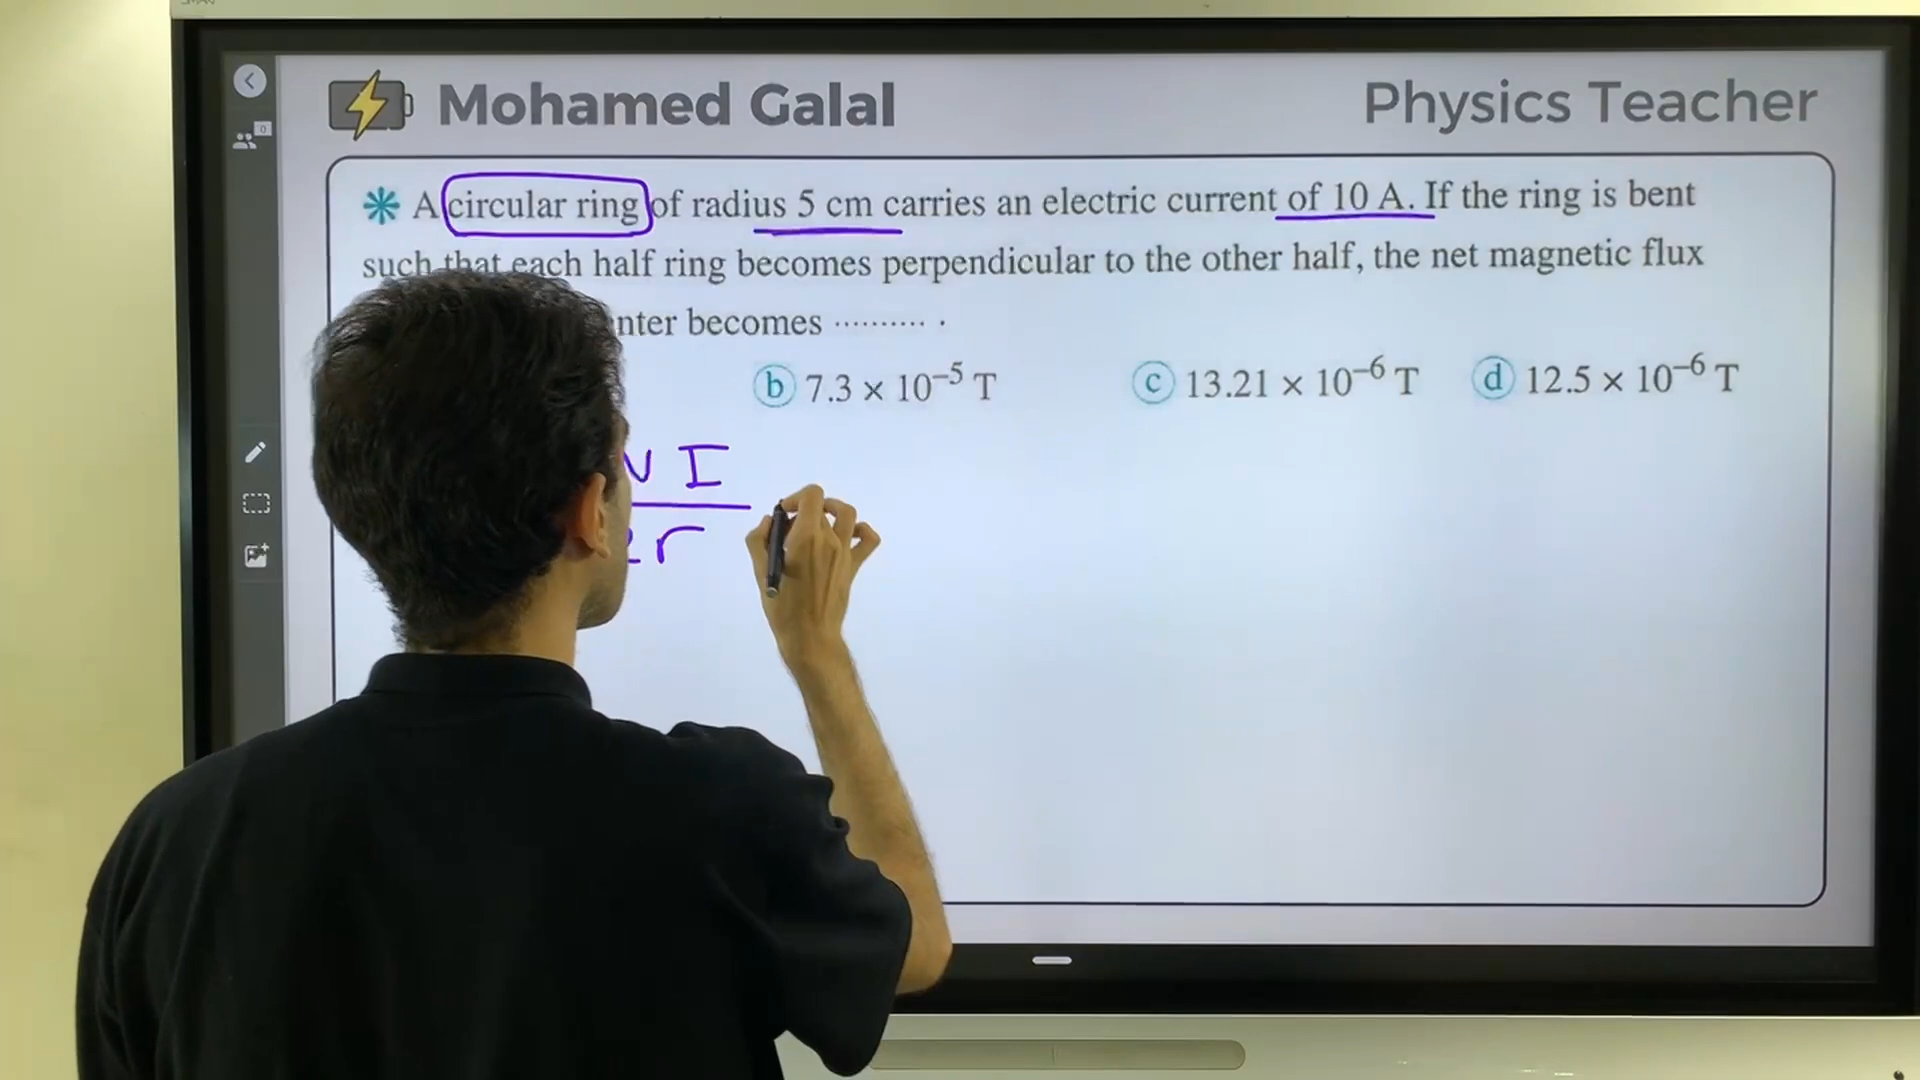 Mohamed Galal
Physics Teacher
A circular ring of radius 5 cm carries an electric current of 10 A. If the ring is bent
such that each half ring becomes perpendicular to the other half, the net magnetic flux
becomes .......... .
b 7.3 × 10⁻⁵ T
c 13.21 × 10⁻⁶ T
d 12.5 × 10⁻⁶ T
I
r